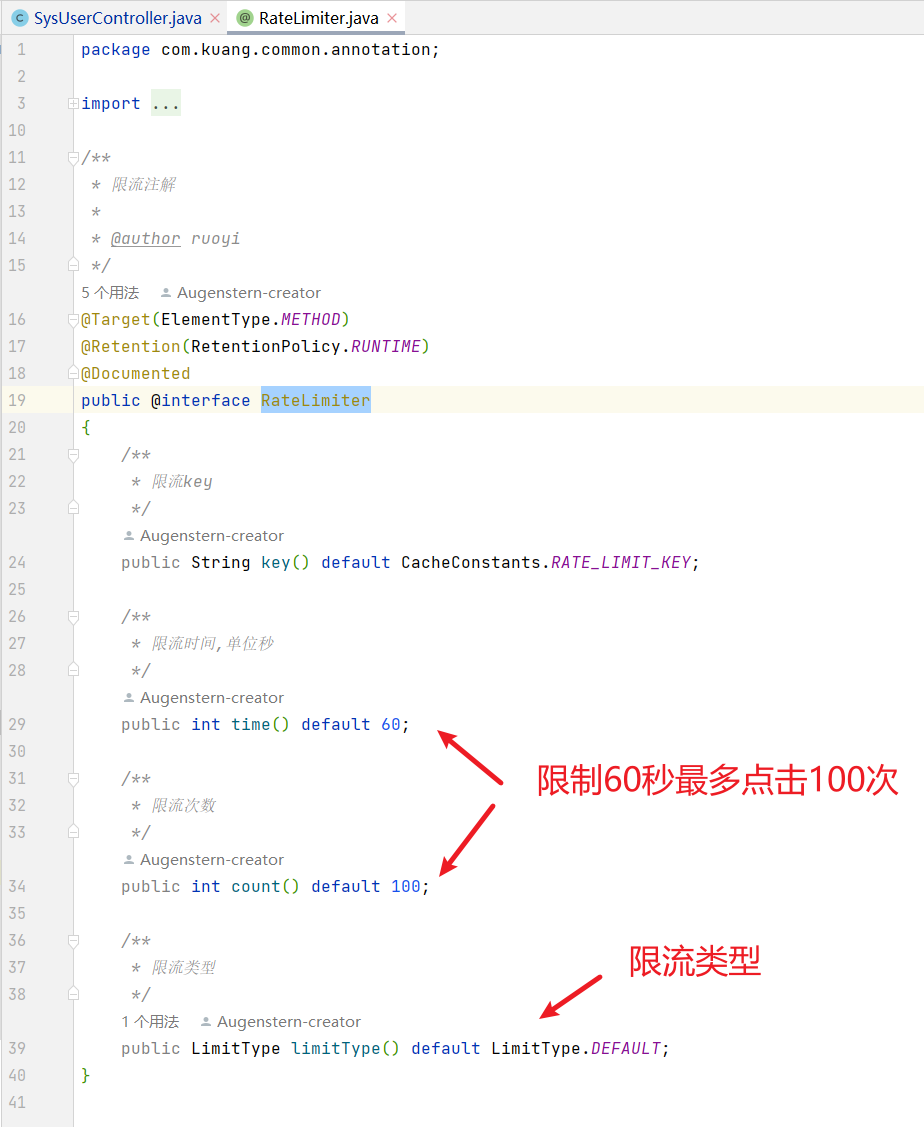 SysUserController.java
RateLimiter.java
1 package com.kuang.common.annotation;
2
3 import ...
10
11 /**
12 * 限流注解
13 *
14 * @author ruoyi
15 */
5 个用法 Augenstern-creator
16 @Target(ElementType.METHOD)
17 @Retention(RetentionPolicy.RUNTIME)
18 @Documented
19 public @interface RateLimiter
20 {
21 /**
22 * 限流key
23 */
Augenstern-creator
24 public String key() default CacheConstants.RATE_LIMIT_KEY;
25
26 /**
27 * 限流时间,单位秒
28 */
Augenstern-creator
29 public int time() default 60;
30
限制60秒最多点击100次
31 /**
32 * 限流次数
33 */
Augenstern-creator
34 public int count() default 100;
35
36 /**
限流类型
37 * 限流类型
38 */
1 个用法 Augenstern-creator
39 public LimitType limitType() default LimitType.DEFAULT;
40 }
41